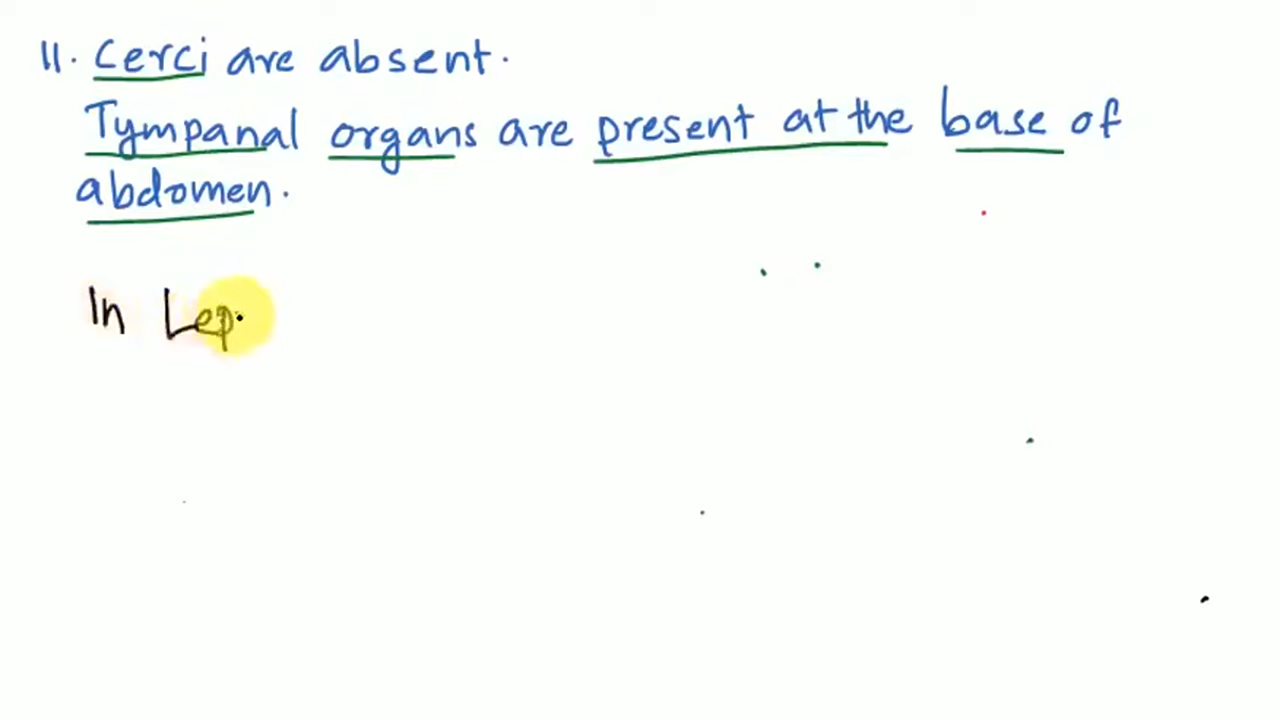 11. Cerci are absent.
Tympanal organs are present at the base of
abdomen.
In Lep